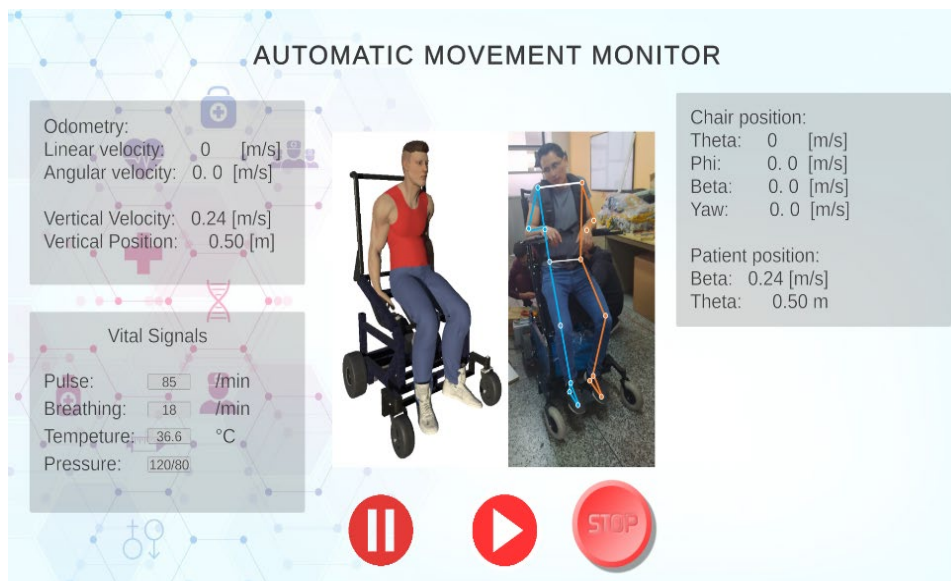 AUTOMATIC MOVEMENT MONITOR
Odometry:
Linear velocity: 0 [m/s]
Angular velocity: 0. 0 [m/s]
Vertical Velocity: 0.24 [m/s]
Vertical Position: 0.50 [m]
Vital Signals
Pulse: 85 /min
Breathing: 18 /min
Tempeture: 36.6 °C
Pressure: 120/80
Chair position:
Theta: 0 [m/s]
Phi: 0. 0 [m/s]
Beta: 0. 0 [m/s]
Yaw: 0. 0 [m/s]
Patient position:
Beta: 0.24 [m/s]
Theta: 0.50 m
STOP